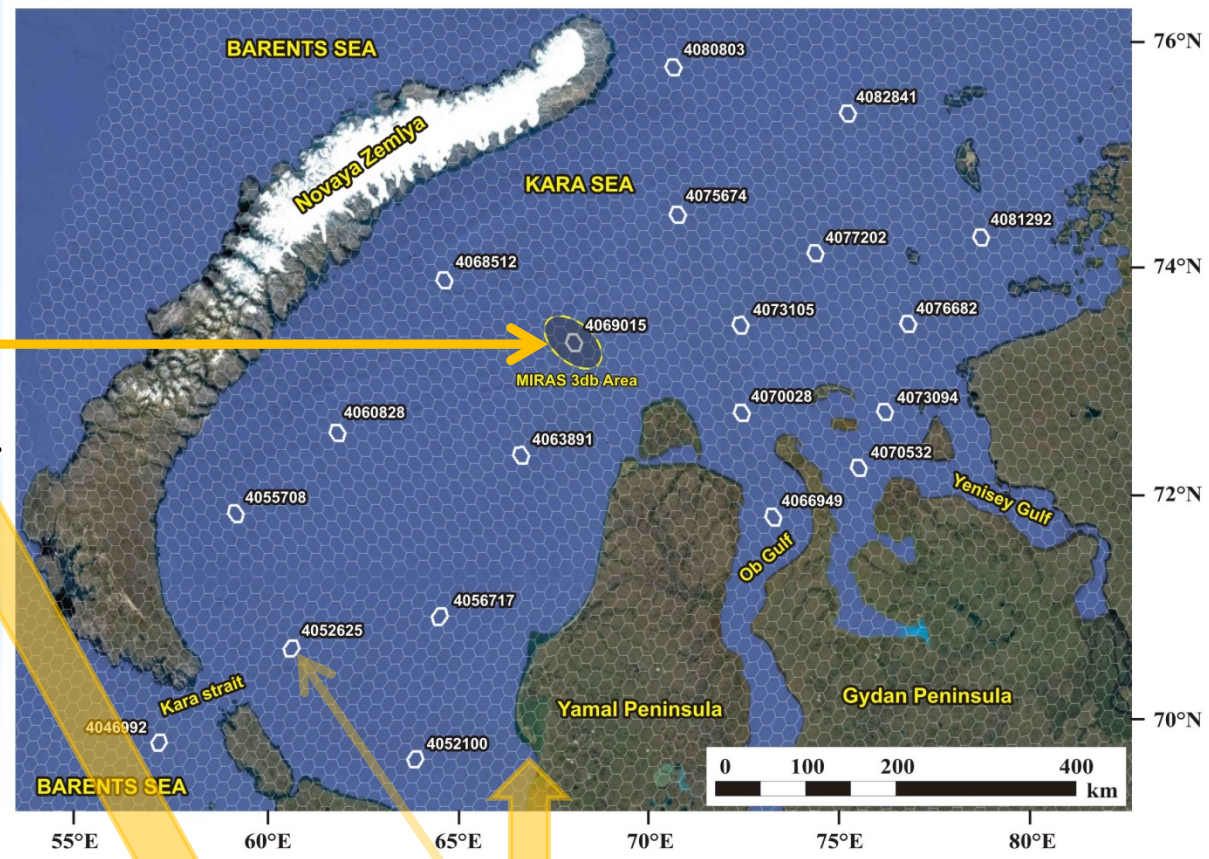 BARENTS SEA
4080803
76°N
4082841
Novaya Zemlya
KARA SEA
4075674
4081292
4077202
4068512
74°N
4073105
4076682
4069015
MIRAS 3db Area
4060828
4070028
4073094
4063891
4070532
Yenisey Gulf
72°N
4055708
4066949
Ob Gulf
4056717
4052625
Kara strait
Yamal Peninsula
Gydan Peninsula
70°N
4046992
4052100
BARENTS SEA
0 100 200 400
km
55°E 60°E 65°E 70°E 75°E 80°E